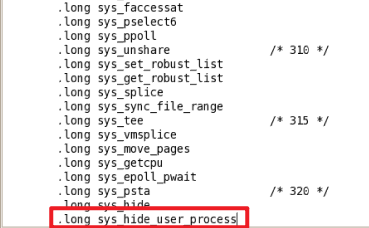 .long sys_faccessat
.long sys_pselect6
.long sys_ppoll
.long sys_unshare /* 310 */
.long sys_set_robust_list
.long sys_get_robust_list
.long sys_splice
.long sys_sync_file_range
.long sys_tee /* 315 */
.long sys_vmsplice
.long sys_move_pages
.long sys_getcpu
.long sys_epoll_pwait
.long sys_psta /* 320 */
.long sys_hide
.long sys_hide_user_process